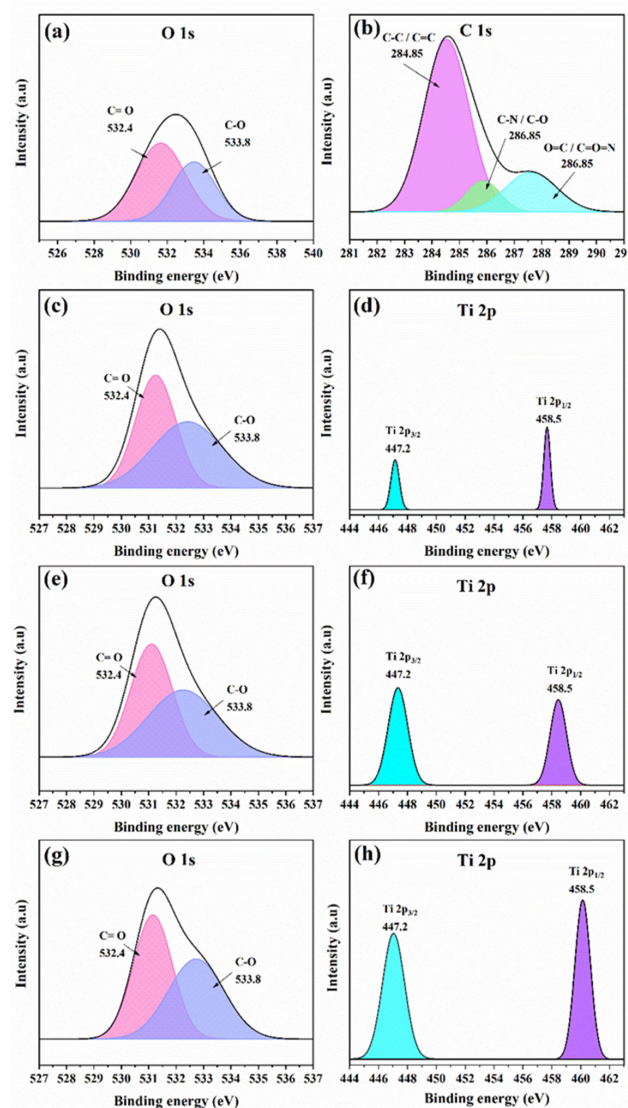 (a)
O 1s
C= O
532.4
C-O
533.8
Intensity (a.u)
526 528 530 532 534 536 538 540
Binding energy (eV)
(b)
C 1s
C-C / C=C
284.85
C-N / C-O
286.85
O=C / C=O=N
286.85
Intensity (a.u)
281 282 283 284 285 286 287 288 289 29
Binding energy (eV)
(c)
O 1s
C= O
532.4
C-O
533.8
Intensity (a.u)
527 528 529 530 531 532 533 534 535 536 537
Binding energy (eV)
(d)
Ti 2p
Ti 2p3/2
447.2
Ti 2p1/2
458.5
Intensity (a.u)
444 446 448 450 452 454 456 458 460 462
Binding energy (eV)
(e)
O 1s
C= O
532.4
C-O
533.8
Intensity (a.u)
527 528 529 530 531 532 533 534 535 536 537
Binding energy (eV)
(f)
Ti 2p
Ti 2p3/2
447.2
Ti 2p1/2
458.5
Intensity (a.u)
444 446 448 450 452 454 456 458 460 462
Binding energy (eV)
(g)
O 1s
C= O
532.4
C-O
533.8
Intensity (a.u)
527 528 529 530 531 532 533 534 535 536 537
Binding energy (eV)
(h)
Ti 2p
Ti 2p3/2
447.2
Ti 2p1/2
458.5
Intensity (a.u)
444 446 448 450 452 454 456 458 460 462
Binding energy (eV)